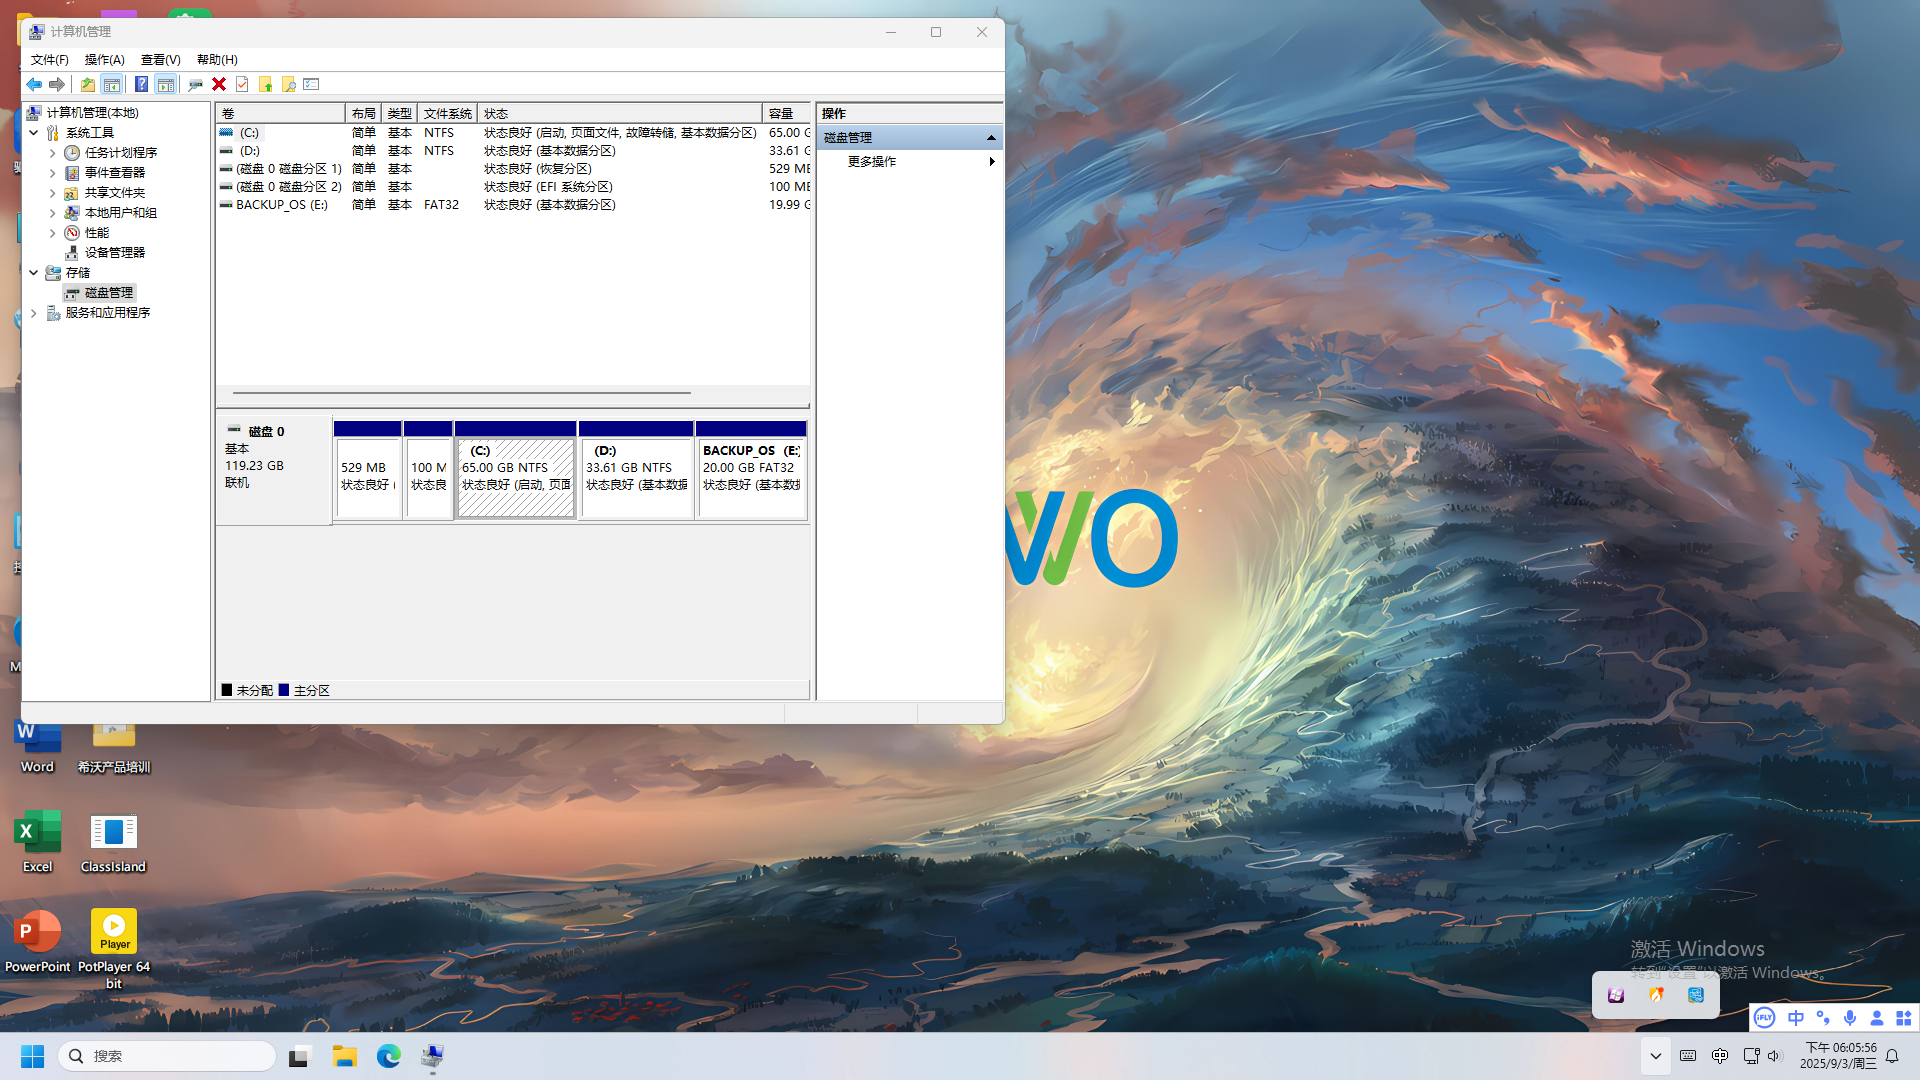 计算机管理
文件(F) 操作(A) 查看(V) 帮助(H)
计算机管理(本地)
系统工具
任务计划程序
事件查看器
共享文件夹
本地用户和组
性能
设备管理器
存储
磁盘管理
服务和应用程序
卷 布局 类型 文件系统 状态 容量
(C:) 简单 基本 NTFS 状态良好 (启动, 页面文件, 故障转储, 基本数据分区) 65.00 G
(D:) 简单 基本 NTFS 状态良好 (基本数据分区) 33.61 G
(磁盘 0 磁盘分区 1) 简单 基本 状态良好 (恢复分区) 529 ME
(磁盘 0 磁盘分区 2) 简单 基本 状态良好 (EFI 系统分区) 100 ME
BACKUP_OS (E:) 简单 基本 FAT32 状态良好 (基本数据分区) 19.99 G
操作
磁盘管理
更多操作
磁盘 0
基本
119.23 GB
联机
529 MB
状态良好 (
100 M
状态良
(C:)
65.00 GB NTFS
状态良好 (启动, 页面
(D:)
33.61 GB NTFS
状态良好 (基本数据
BACKUP_OS (E:
20.00 GB FAT32
状态良好 (基本数据
未分配 主分区
VO
Word
希沃产品培训
Excel
ClassIsland
PowerPoint
Player
PotPlayer 64 bit
激活 Windows
转到"设置"以激活 Windows。
iFLY 中
搜索
中
下午 06:05:56
2025/9/3/周三